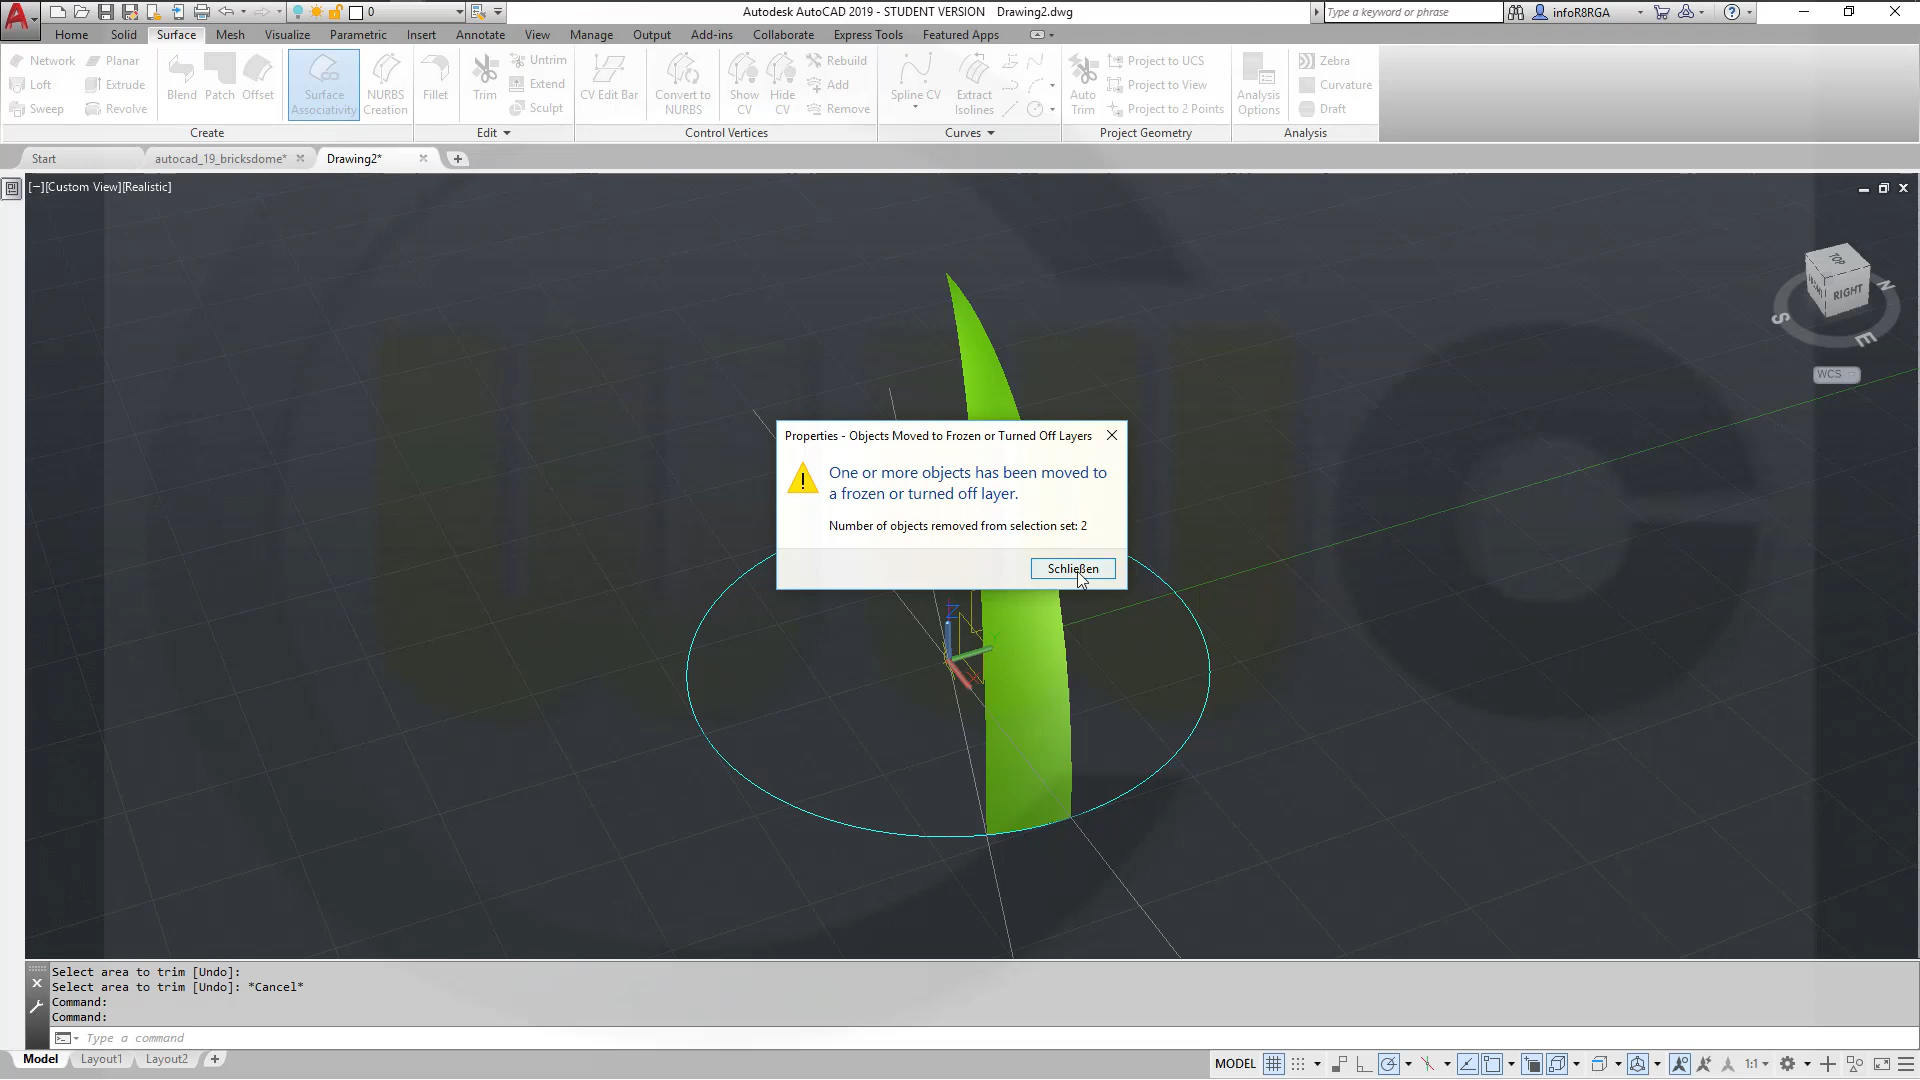 Autodesk AutoCAD 2019 - STUDENT VERSION Drawing2.dwg
0
Type a keyword or phrase
infoR8RGA
Home Solid Surface Mesh Visualize Parametric Insert Annotate View Manage Output Add-ins Collaborate Express Tools Featured Apps
Network Planar
Loft Extrude
Sweep Revolve
Blend Patch Offset
Surface Associativity
NURBS Creation
Fillet
Trim
Untrim
Extend
Sculpt
CV Edit Bar
Convert to NURBS
Show CV
Hide CV
Rebuild
Add
Remove
Spline CV
Extract Isolines
Auto Trim
Project to UCS
Project to View
Project to 2 Points
Analysis Options
Zebra
Curvature
Draft
Create Edit Control Vertices Curves Project Geometry Analysis
Start autocad_19_bricksdome* Drawing2*
[−][Custom View][Realistic]
TOP
RIGHT
N
S
E
WCS
Properties - Objects Moved to Frozen or Turned Off Layers
One or more objects has been moved to
a frozen or turned off layer.
Number of objects removed from selection set: 2
Schließen
Z
Select area to trim [Undo]:
Select area to trim [Undo]: *Cancel*
Command:
Command:
Type a command
Model Layout1 Layout2
MODEL
1:1